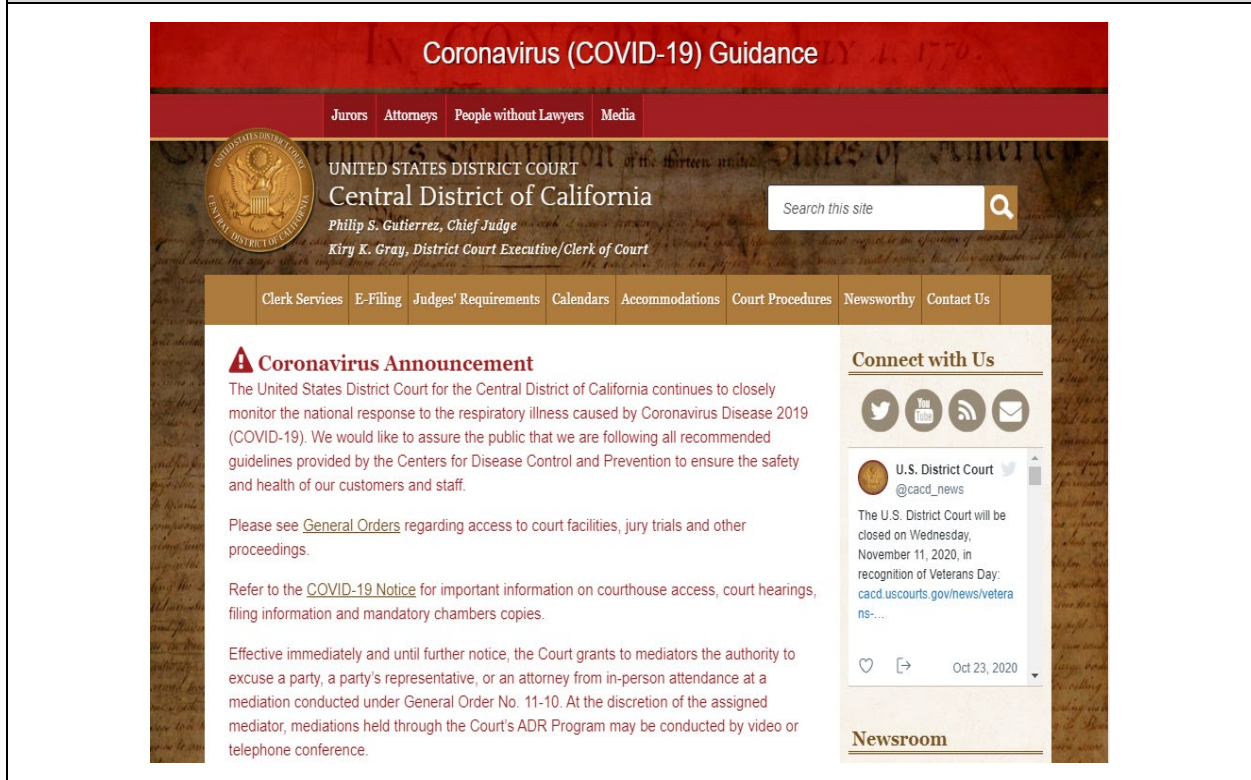 Coronavirus (COVID-19) Guidance
Jurors Attorneys People without Lawyers Media
UNITED STATES DISTRICT COURT
Central District of California
Philip S. Gutierrez, Chief Judge
Kiry K. Gray, District Court Executive/Clerk of Court
Search this site
Clerk Services E-Filing Judges' Requirements Calendars Accommodations Court Procedures Newsworthy Contact Us
Coronavirus Announcement
The United States District Court for the Central District of California continues to closely
monitor the national response to the respiratory illness caused by Coronavirus Disease 2019
(COVID-19). We would like to assure the public that we are following all recommended
guidelines provided by the Centers for Disease Control and Prevention to ensure the safety
and health of our customers and staff.
Please see General Orders regarding access to court facilities, jury trials and other
proceedings.
Refer to the COVID-19 Notice for important information on courthouse access, court hearings,
filing information and mandatory chambers copies.
Effective immediately and until further notice, the Court grants to mediators the authority to
excuse a party, a party's representative, or an attorney from in-person attendance at a
mediation conducted under General Order No. 11-10. At the discretion of the assigned
mediator, mediations held through the Court's ADR Program may be conducted by video or
telephone conference.
Connect with Us
You
Tube
U.S. District Court
@cacd_news
The U.S. District Court will be
closed on Wednesday,
November 11, 2020, in
recognition of Veterans Day:
cacd.uscourts.gov/news/vetera
ns-...
Oct 23, 2020
Newsroom